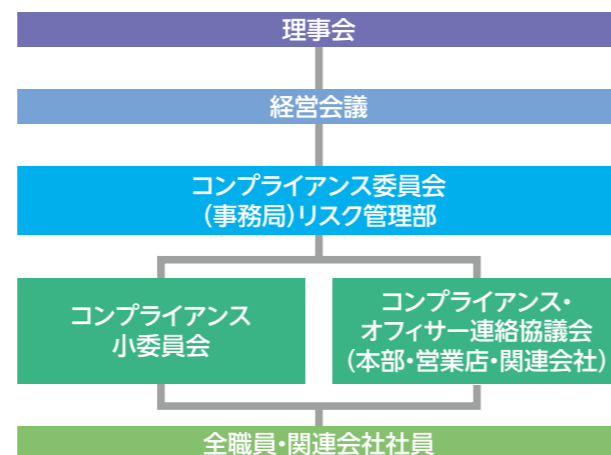 理事会
経営会議
コンプライアンス委員会
(事務局)リスク管理部
コンプライアンス
小委員会
コンプライアンス・
オフィサー連絡協議会
(本部・営業店・関連会社)
全職員・関連会社社員